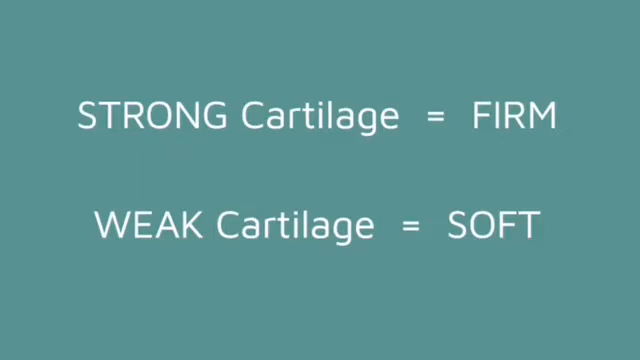 STRONG Cartilage = FIRM
WEAK Cartilage = SOFT